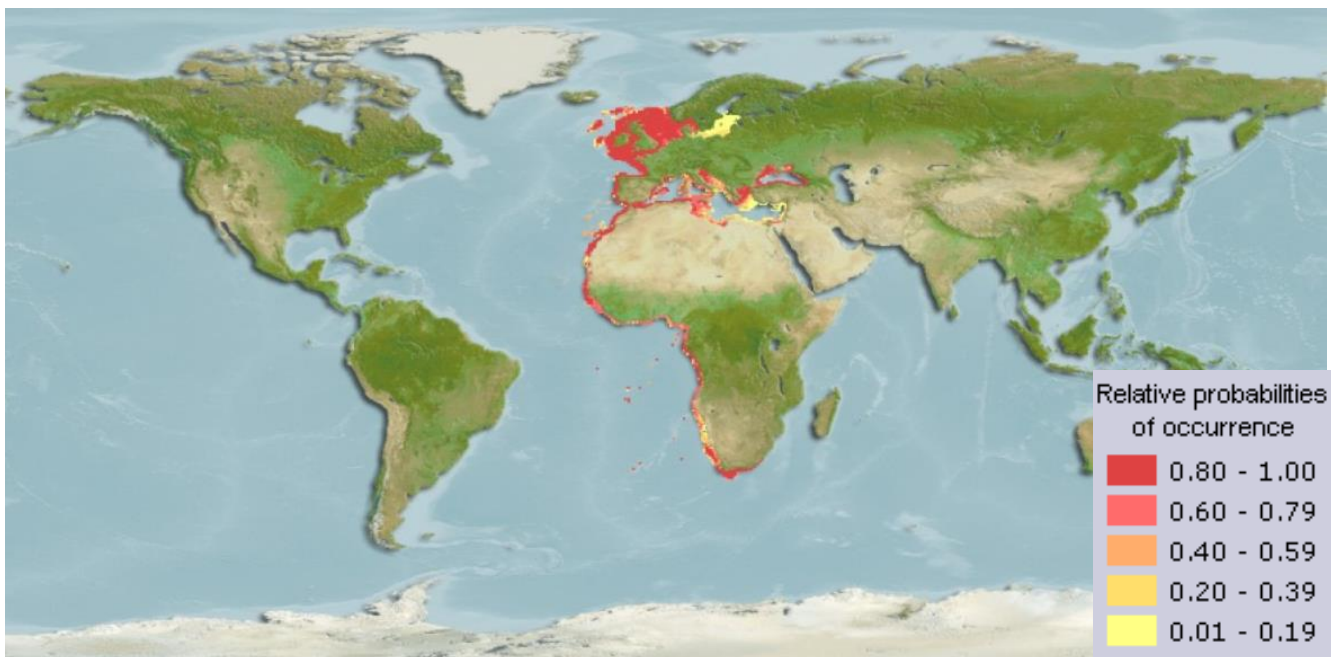 Relative probabilities
of occurrence
0.80 - 1.00
0.60 - 0.79
0.40 - 0.59
0.20 - 0.39
0.01 - 0.19